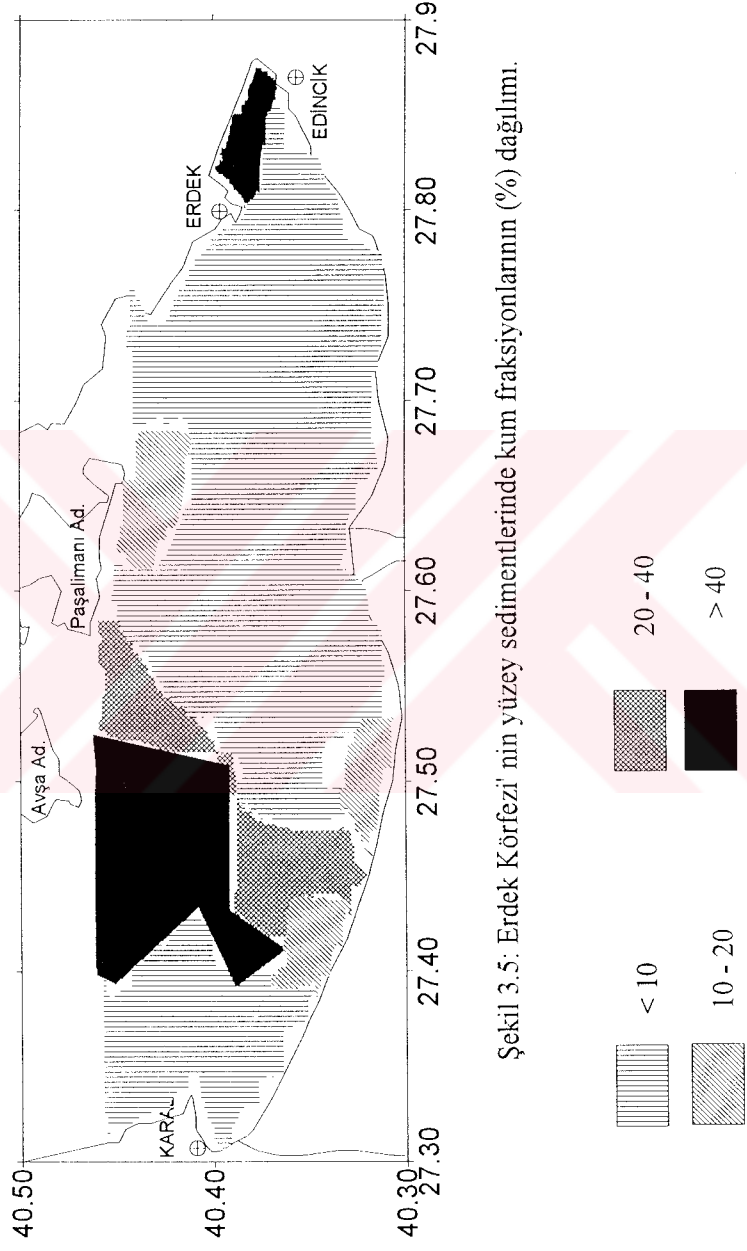 40.50
40.40
40.30
27.30
27.40
27.50
27.60
27.70
27.80
27.9
Avşa Ad.
Paşalimanı Ad.
ERDEK
EDİNCİK
Şekil 3.5: Erdek Körfezi' nin yüzey sedimentlerinde kum fraksiyonlarının (%) dağılımı.
< 10
20 - 40
10 - 20
> 40